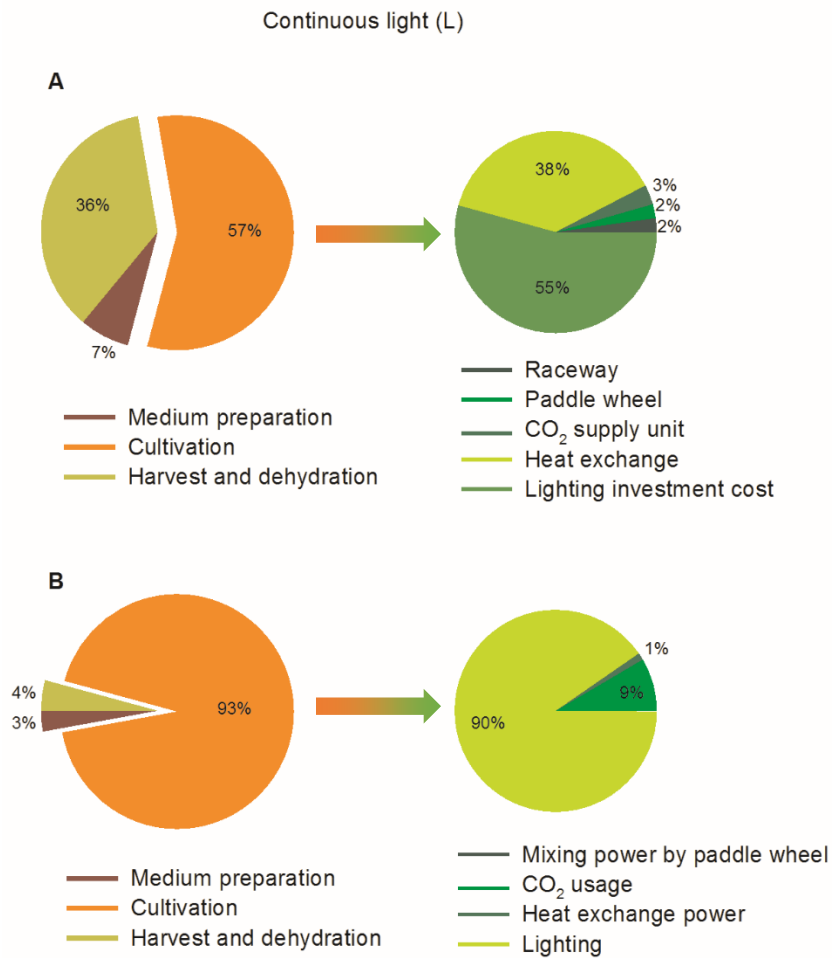 Continuous light (L)
A
36%
57%
7%
38%
3%
2%
2%
55%
Medium preparation
Cultivation
Harvest and dehydration
Raceway
Paddle wheel
CO₂ supply unit
Heat exchange
Lighting investment cost
B
4%
3%
93%
1%
9%
90%
Medium preparation
Cultivation
Harvest and dehydration
Mixing power by paddle wheel
CO₂ usage
Heat exchange power
Lighting